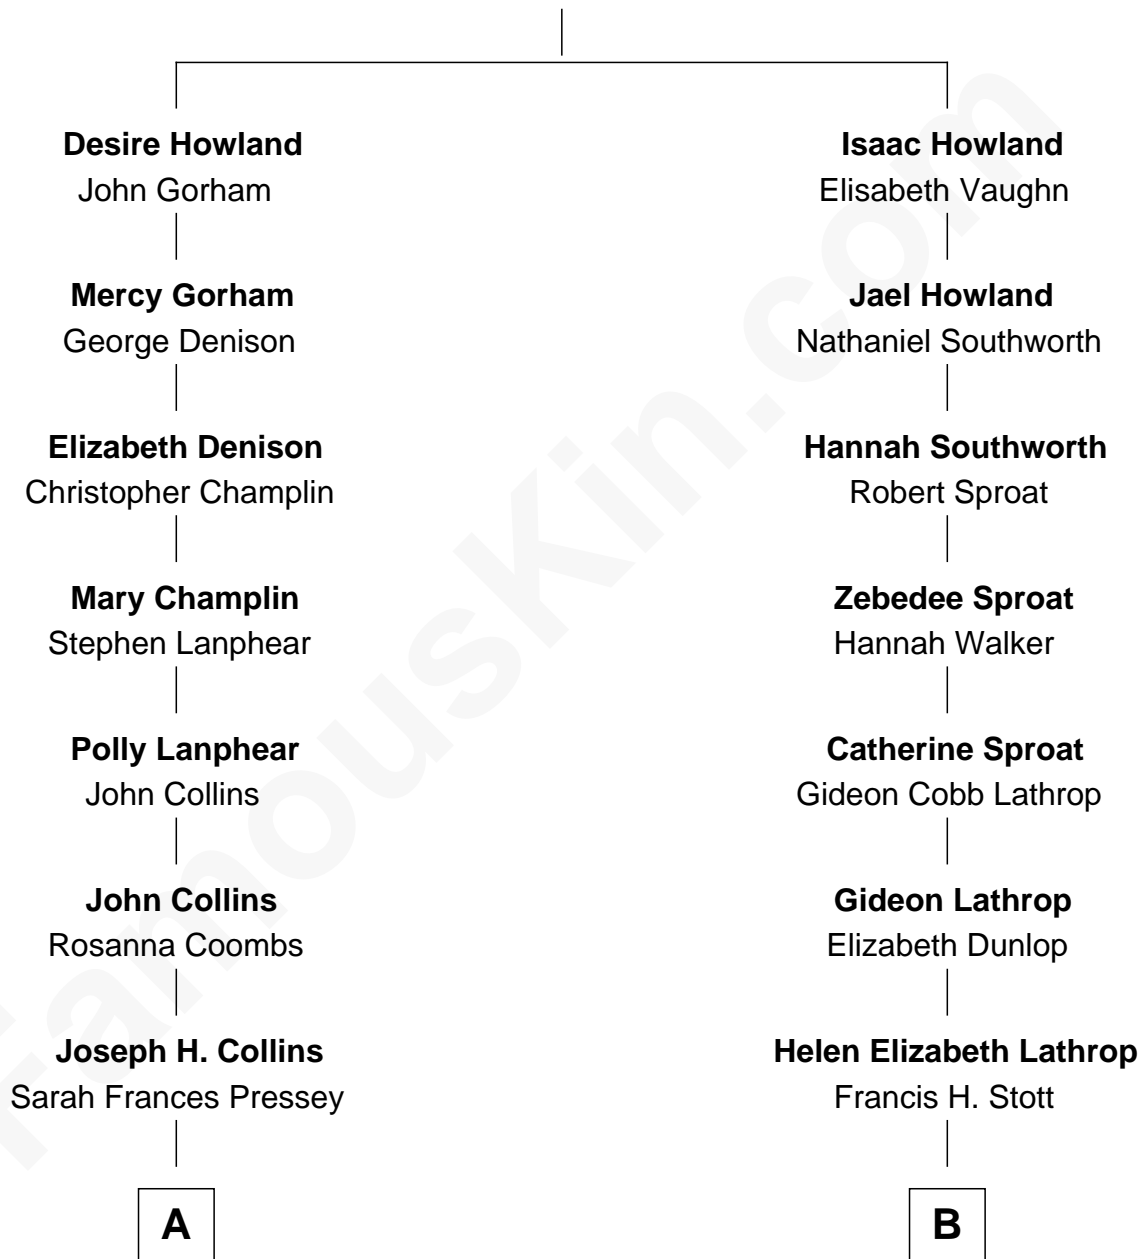 Desire Howland
John Gorham
Isaac Howland
Elisabeth Vaughn
Mercy Gorham
George Denison
Jael Howland
Nathaniel Southworth
Elizabeth Denison
Christopher Champlin
Hannah Southworth
Robert Sproat
Mary Champlin
Stephen Lanphear
Zebedee Sproat
Hannah Walker
Polly Lanphear
John Collins
Catherine Sproat
Gideon Cobb Lathrop
John Collins
Rosanna Coombs
Gideon Lathrop
Elizabeth Dunlop
Joseph H. Collins
Sarah Frances Pressey
Helen Elizabeth Lathrop
Francis H. Stott
A
B
FamousKin.com